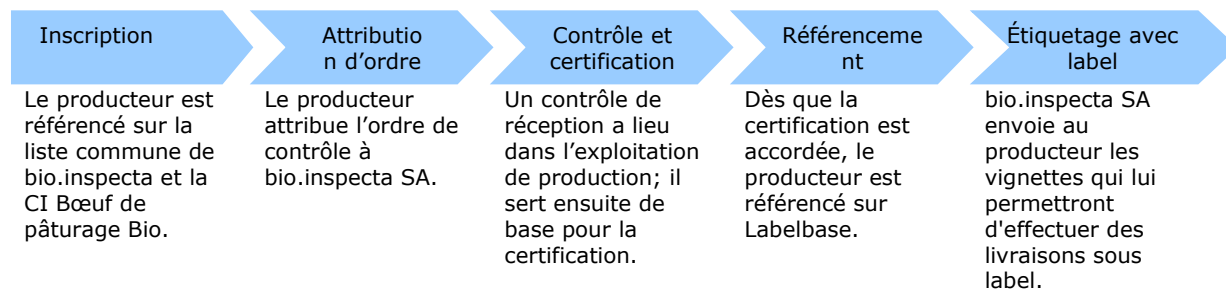 Inscription
Le producteur est
référencé sur la
liste commune de
bio.inspecta et la
CI Bœuf de
pâturage Bio.
Attributio
n d’ordre
Le producteur
attribue l’ordre de
contrôle à
bio.inspecta SA.
Contrôle et
certification
Un contrôle de
réception a lieu
dans l’exploitation
de production; il
sert ensuite de
base pour la
certification.
Référenceme
nt
Dès que la
certification est
accordée, le
producteur est
référencé sur
Labelbase.
Étiquetage avec
label
bio.inspecta SA
envoie au
producteur les
vignettes qui lui
permettront
d'effectuer des
livraisons sous
label.